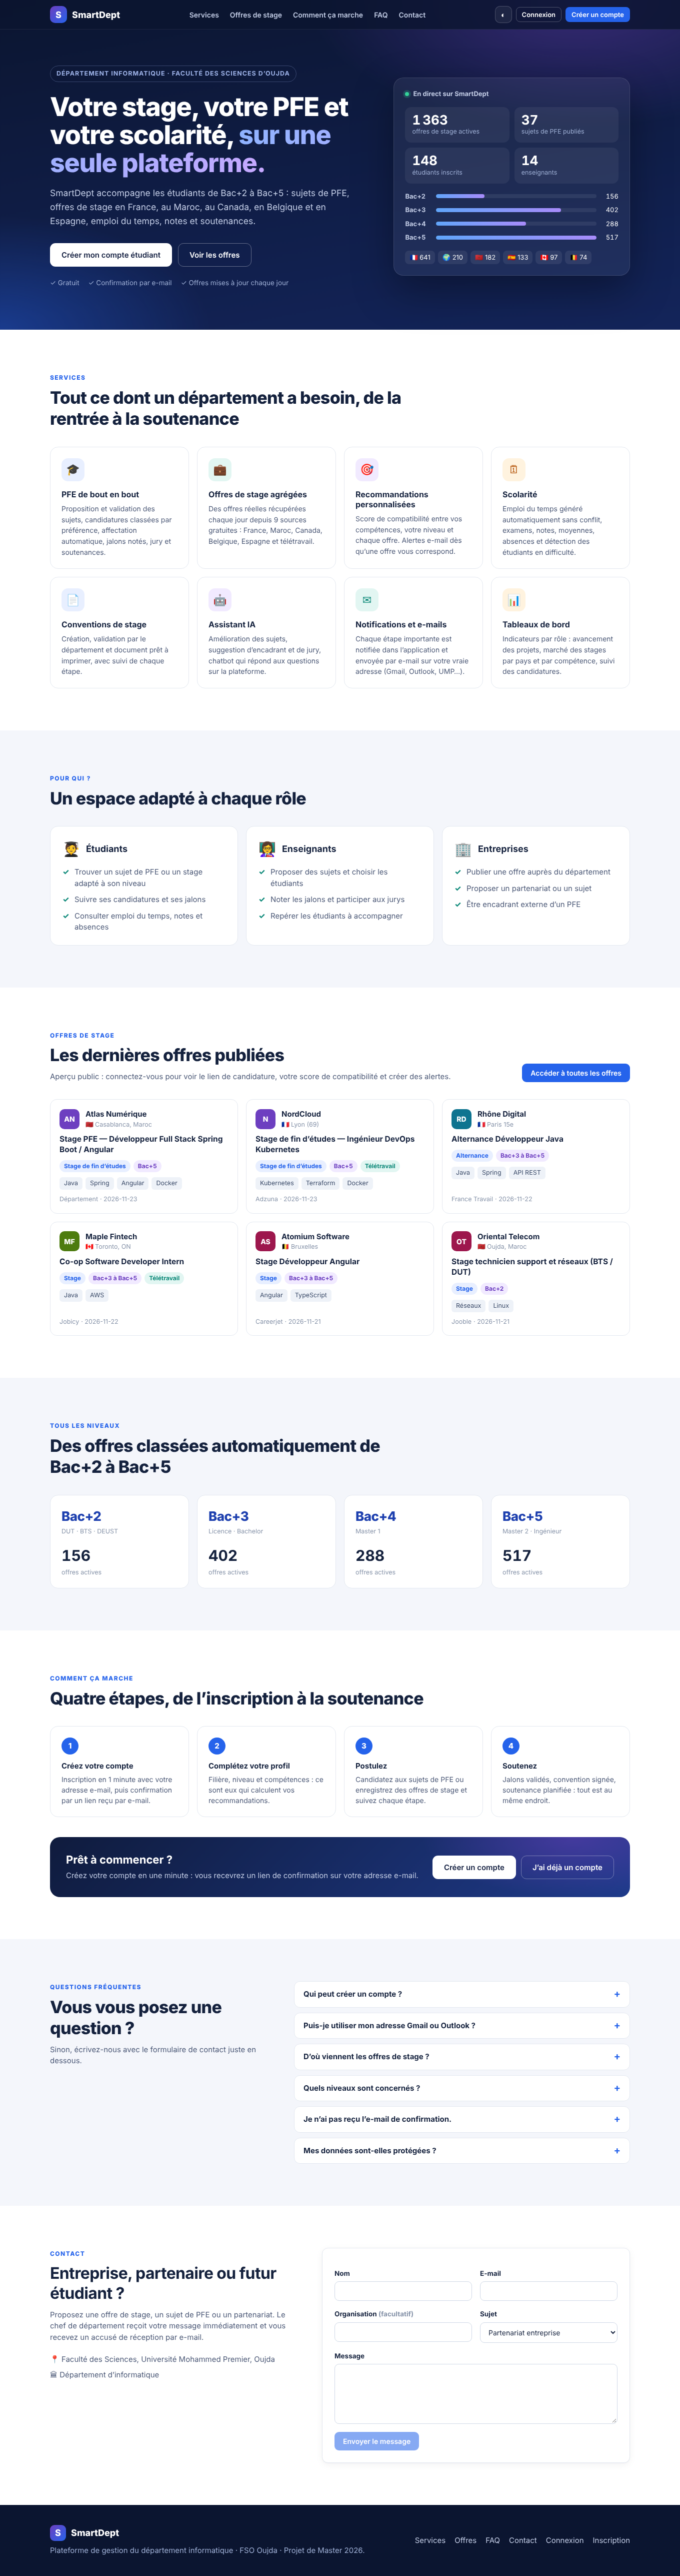 S SmartDept
Services Offres de stage Comment ça marche FAQ Contact
Connexion Créer un compte
DÉPARTEMENT INFORMATIQUE · FACULTÉ DES SCIENCES D'OUJDA
Votre stage, votre PFE et
votre scolarité, sur une
seule plateforme.
SmartDept accompagne les étudiants de Bac+2 à Bac+5 : sujets de PFE,
offres de stage en France, au Maroc, au Canada, en Belgique et en
Espagne, emploi du temps, notes et soutenances.
Créer mon compte étudiant Voir les offres
✓ Gratuit ✓ Confirmation par e-mail ✓ Offres mises à jour chaque jour
En direct sur SmartDept
1 363
offres de stage actives
37
sujets de PFE publiés
148
étudiants inscrits
14
enseignants
Bac+2 156
Bac+3 402
Bac+4 288
Bac+5 517
641 210 182 133 97 74
SERVICES
Tout ce dont un département a besoin, de la
rentrée à la soutenance
PFE de bout en bout
Proposition et validation des
sujets, candidatures classées par
préférence, affectation
automatique, jalons notés, jury et
soutenances.
Offres de stage agrégées
Des offres réelles récupérées
chaque jour depuis 9 sources
gratuites : France, Maroc, Canada,
Belgique, Espagne et télétravail.
Recommandations
personnalisées
Score de compatibilité entre vos
compétences, votre niveau et
chaque offre. Alertes e-mail dès
qu'une offre vous correspond.
Scolarité
Emploi du temps généré
automatiquement sans conflit,
examens, notes, moyennes,
absences et détection des
étudiants en difficulté.
Conventions de stage
Création, validation par le
département et document prêt à
imprimer, avec suivi de chaque
étape.
Assistant IA
Amélioration des sujets,
suggestion d'encadrant et de jury,
chatbot qui répond aux questions
sur la plateforme.
Notifications et e-mails
Chaque étape importante est
notifiée dans l'application et
envoyée par e-mail sur votre vraie
adresse (Gmail, Outlook, UMP…).
Tableaux de bord
Indicateurs par rôle : avancement
des projets, marché des stages
par pays et par compétence, suivi
des candidatures.
POUR QUI ?
Un espace adapté à chaque rôle
Étudiants
✓ Trouver un sujet de PFE ou un stage
adapté à son niveau
✓ Suivre ses candidatures et ses jalons
✓ Consulter emploi du temps, notes et
absences
Enseignants
✓ Proposer des sujets et choisir les
étudiants
✓ Noter les jalons et participer aux jurys
✓ Repérer les étudiants à accompagner
Entreprises
✓ Publier une offre auprès du département
✓ Proposer un partenariat ou un sujet
✓ Être encadrant externe d'un PFE
OFFRES DE STAGE
Les dernières offres publiées
Aperçu public : connectez-vous pour voir le lien de candidature, votre score de compatibilité et créer des alertes.
Accéder à toutes les offres
AN Atlas Numérique
Casablanca, Maroc
Stage PFE — Développeur Full Stack Spring
Boot / Angular
Stage de fin d'études Bac+5
Java Spring Angular Docker
Département · 2026-11-23
N NordCloud
Lyon (69)
Stage de fin d'études — Ingénieur DevOps
Kubernetes
Stage de fin d'études Bac+5 Télétravail
Kubernetes Terraform Docker
Adzuna · 2026-11-23
RD Rhône Digital
Paris 15e
Alternance Développeur Java
Alternance Bac+3 à Bac+5
Java Spring API REST
France Travail · 2026-11-22
MF Maple Fintech
Toronto, ON
Co-op Software Developer Intern
Stage Bac+3 à Bac+5 Télétravail
Java AWS
Jobicy · 2026-11-22
AS Atomium Software
Bruxelles
Stage Développeur Angular
Stage Bac+3 à Bac+5
Angular TypeScript
Careerjet · 2026-11-21
OT Oriental Telecom
Oujda, Maroc
Stage technicien support et réseaux (BTS /
DUT)
Stage Bac+2
Réseaux Linux
Jooble · 2026-11-21
TOUS LES NIVEAUX
Des offres classées automatiquement de
Bac+2 à Bac+5
Bac+2
DUT · BTS · DEUST
156
offres actives
Bac+3
Licence · Bachelor
402
offres actives
Bac+4
Master 1
288
offres actives
Bac+5
Master 2 · Ingénieur
517
offres actives
COMMENT ÇA MARCHE
Quatre étapes, de l'inscription à la soutenance
1
Créez votre compte
Inscription en 1 minute avec votre
adresse e-mail, puis confirmation
par un lien reçu par e-mail.
2
Complétez votre profil
Filière, niveau et compétences : ce
sont eux qui calculent vos
recommandations.
3
Postulez
Candidatez aux sujets de PFE ou
enregistrez des offres de stage et
suivez chaque étape.
4
Soutenez
Jalons validés, convention signée,
soutenance planifiée : tout est au
même endroit.
Prêt à commencer ?
Créez votre compte en une minute : vous recevrez un lien de confirmation sur votre adresse e-mail.
Créer un compte J'ai déjà un compte
QUESTIONS FRÉQUENTES
Vous vous posez une
question ?
Sinon, écrivez-nous avec le formulaire de contact juste en
dessous.
Qui peut créer un compte ? +
Puis-je utiliser mon adresse Gmail ou Outlook ? +
D'où viennent les offres de stage ? +
Quels niveaux sont concernés ? +
Je n'ai pas reçu l'e-mail de confirmation. +
Mes données sont-elles protégées ? +
CONTACT
Entreprise, partenaire ou futur
étudiant ?
Proposez une offre de stage, un sujet de PFE ou un partenariat. Le
chef de département reçoit votre message immédiatement et vous
recevez un accusé de réception par e-mail.
Faculté des Sciences, Université Mohammed Premier, Oujda
Département d'informatique
Nom
E-mail
Organisation (facultatif)
Sujet
Partenariat entreprise
Message
Envoyer le message
S SmartDept
Plateforme de gestion du département informatique · FSO Oujda · Projet de Master 2026.
Services Offres FAQ Contact Connexion Inscription